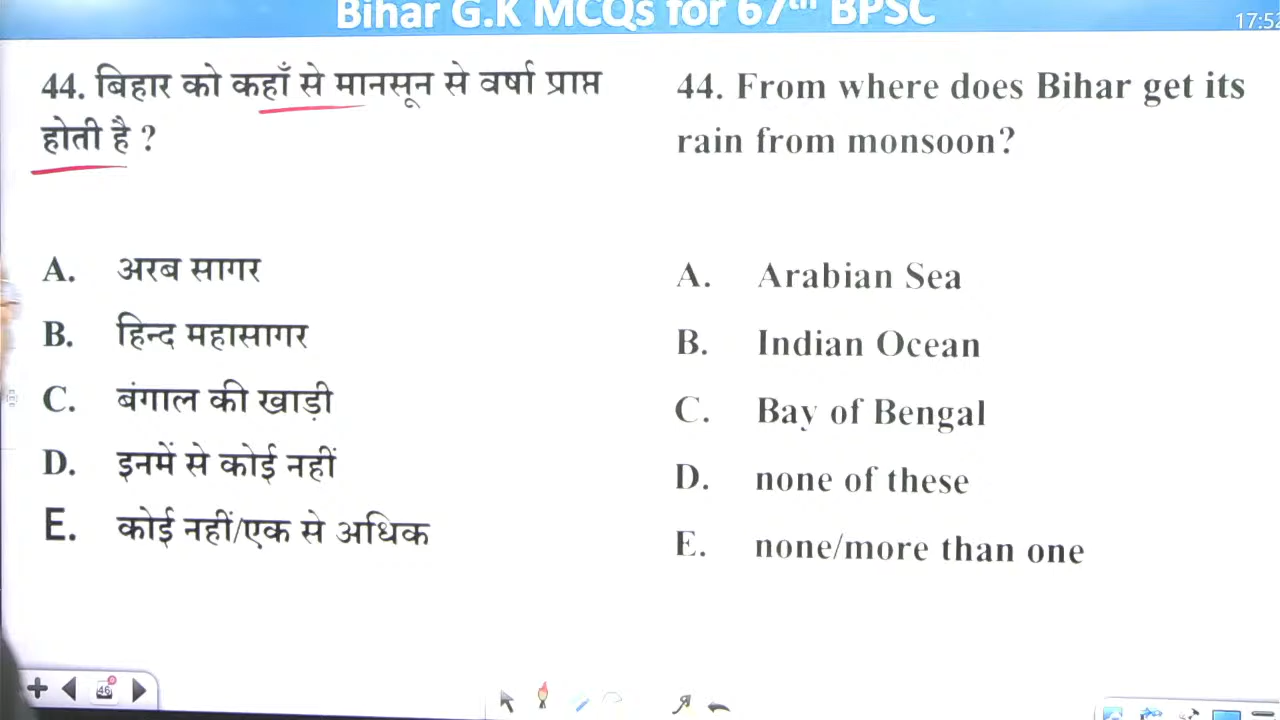 Bihar G.K MCQs for 67th BPSC
17:52
44. बिहार को कहाँ से मानसून से वर्षा प्राप्त
होती है ?
A. अरब सागर
B. हिन्द महासागर
C. बंगाल की खाड़ी
D. इनमें से कोई नहीं
E. कोई नहीं/एक से अधिक
44. From where does Bihar get its
rain from monsoon?
A. Arabian Sea
B. Indian Ocean
C. Bay of Bengal
D. none of these
E. none/more than one
46